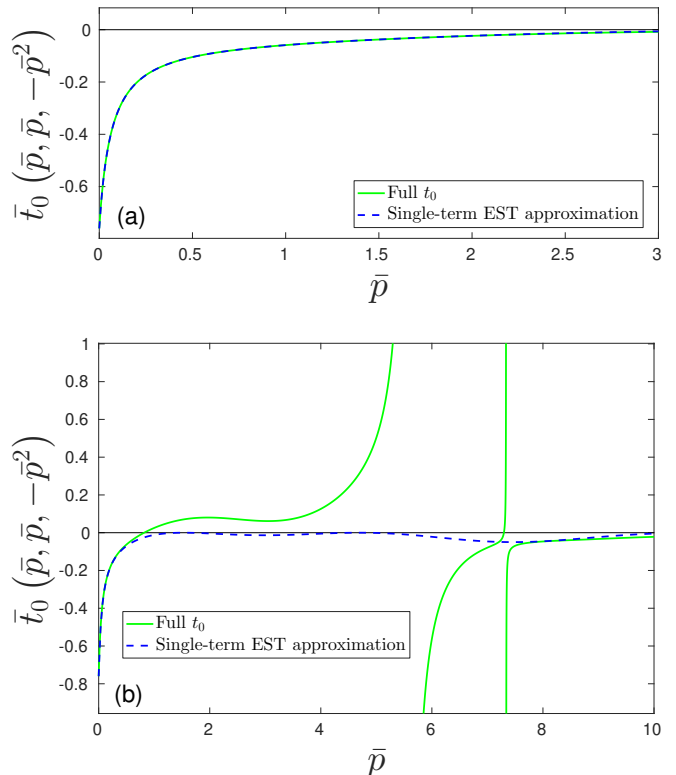 0
-0.2
-0.4
-0.6
t̄₀ (p̄, p̄, −p̄²)
(a)
Full t₀
Single-term EST approximation
0 0.5 1 1.5 2 2.5 3
p̄
1
0.8
0.6
0.4
0.2
0
-0.2
-0.4
-0.6
-0.8
t̄₀ (p̄, p̄, −p̄²)
Full t₀
Single-term EST approximation
(b)
0 2 4 6 8 10
p̄